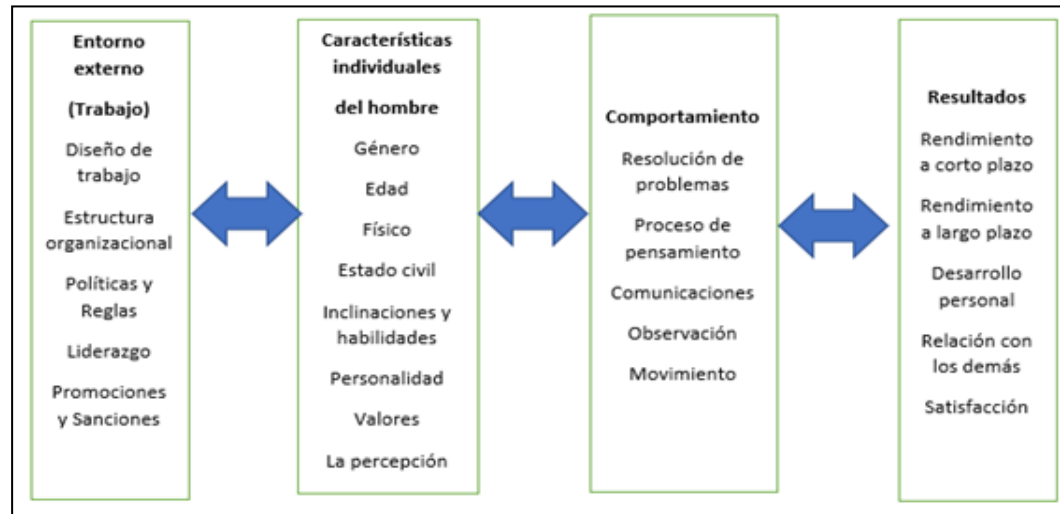 Entorno
externo
(Trabajo)
Diseño de
trabajo
Estructura
organizacional
Políticas y
Reglas
Liderazgo
Promociones
y Sanciones
Característícas
individuales
del hombre
Género
Edad
Físico
Estado civil
Inclinaciones y
habilidades
Personalidad
Valores
La percepción
Comportamiento
Resolución de
problemas
Proceso de
pensamiento
Comunicaciones
Observación
Movimiento
Resultados
Rendimiento
a corto plazo
Rendimiento
a largo plazo
Desarrollo
personal
Relación con
los demás
Satisfacción